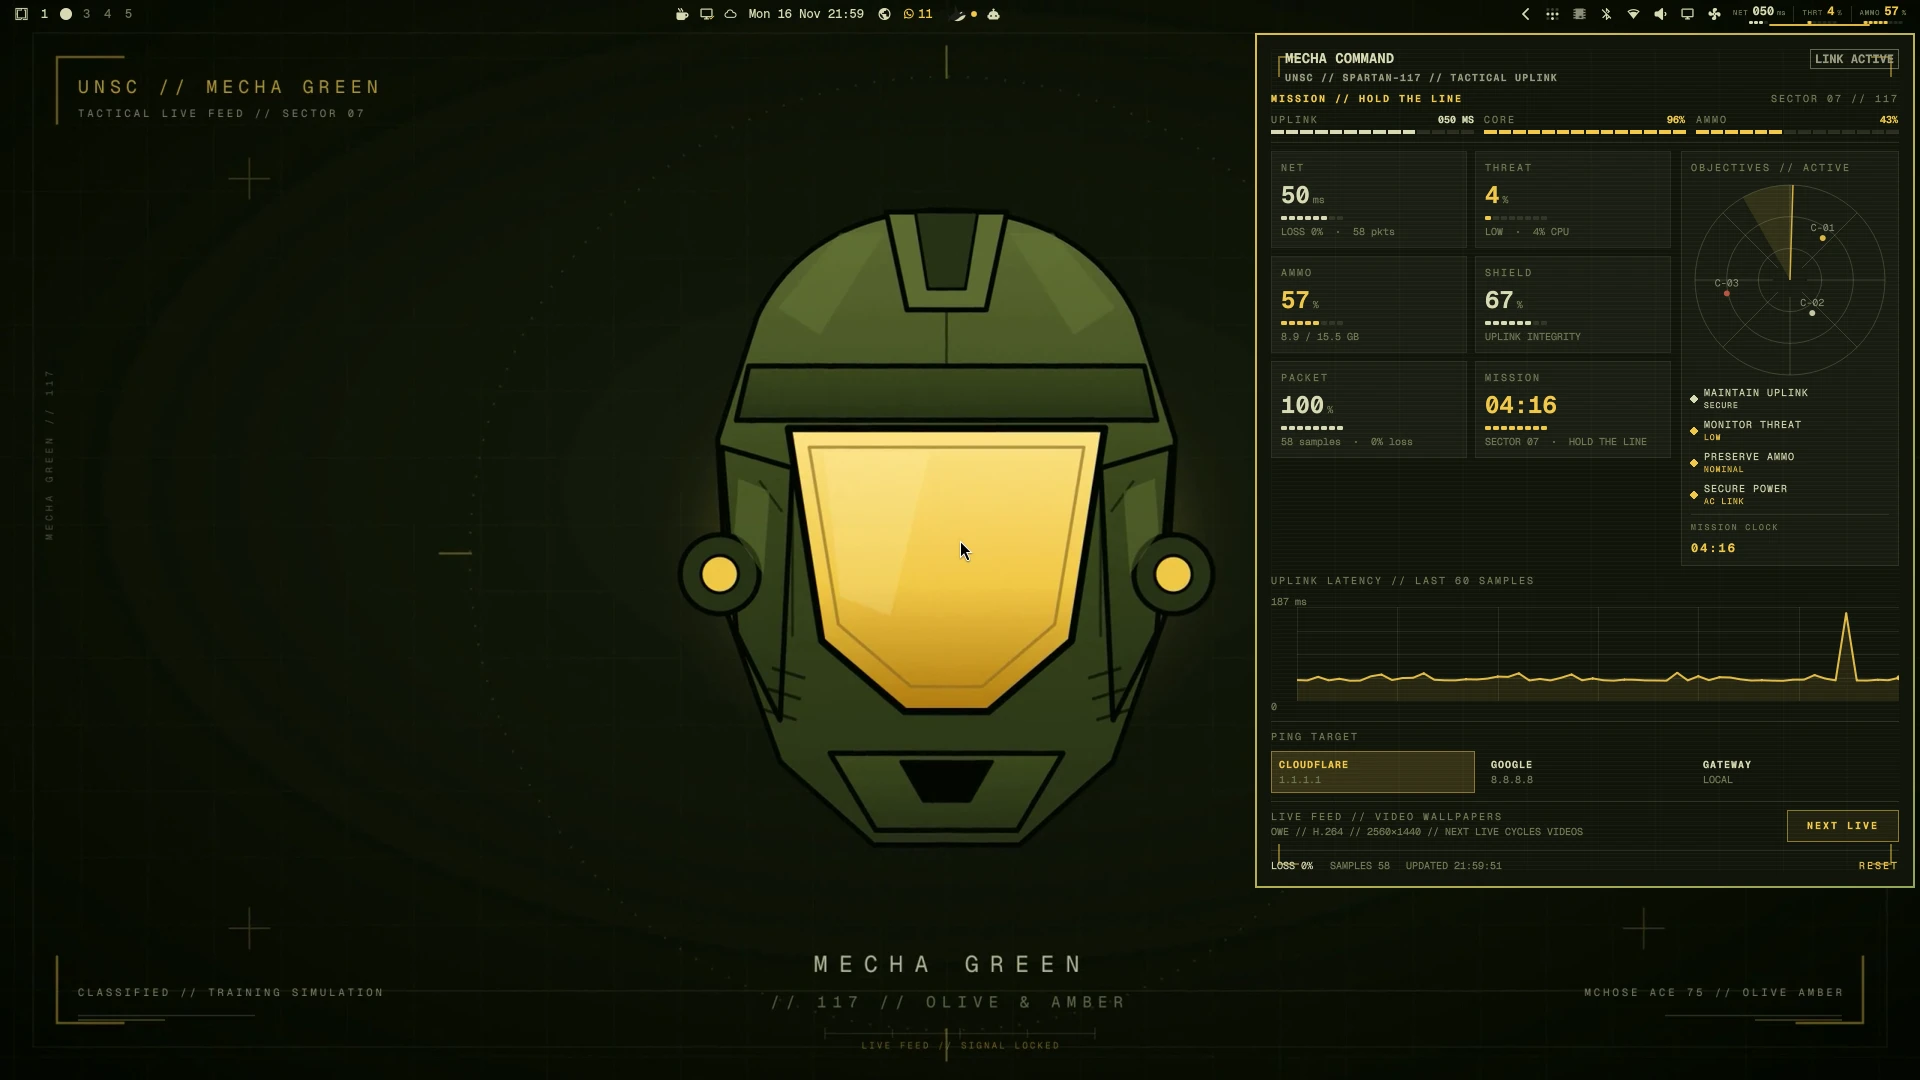 1 3 4 5
Mon 16 Nov 21:59
11
NET 050 ms THRT 4 % AMMO 57 %
UNSC // MECHA GREEN
TACTICAL LIVE FEED // SECTOR 07
MECHA GREEN // 117
MECHA GREEN
// 117 // OLIVE & AMBER
LIVE FEED // SIGNAL LOCKED
CLASSIFIED // TRAINING SIMULATION
MCHOSE ACE 75 // OLIVE AMBER
MECHA COMMAND
LINK ACTIVE
UNSC // SPARTAN-117 // TACTICAL UPLINK
MISSION // HOLD THE LINE
SECTOR 07 // 117
UPLINK 050 MS CORE 96% AMMO 43%
NET
50 ms
LOSS 0% · 58 pkts
THREAT
4 %
LOW · 4% CPU
AMMO
57 %
8.9 / 15.5 GB
SHIELD
67 %
UPLINK INTEGRITY
PACKET
100 %
58 samples · 0% loss
MISSION
04:16
SECTOR 07 · HOLD THE LINE
OBJECTIVES // ACTIVE
C-01
C-03
C-02
MAINTAIN UPLINK
SECURE
MONITOR THREAT
LOW
PRESERVE AMMO
NOMINAL
SECURE POWER
AC LINK
MISSION CLOCK
04:16
UPLINK LATENCY // LAST 60 SAMPLES
187 ms
0
PING TARGET
CLOUDFLARE
1.1.1.1
GOOGLE
8.8.8.8
GATEWAY
LOCAL
LIVE FEED // VIDEO WALLPAPERS
OWE // H.264 // 2560×1440 // NEXT LIVE CYCLES VIDEOS
NEXT LIVE
LOSS 0% SAMPLES 58 UPDATED 21:59:51
RESET